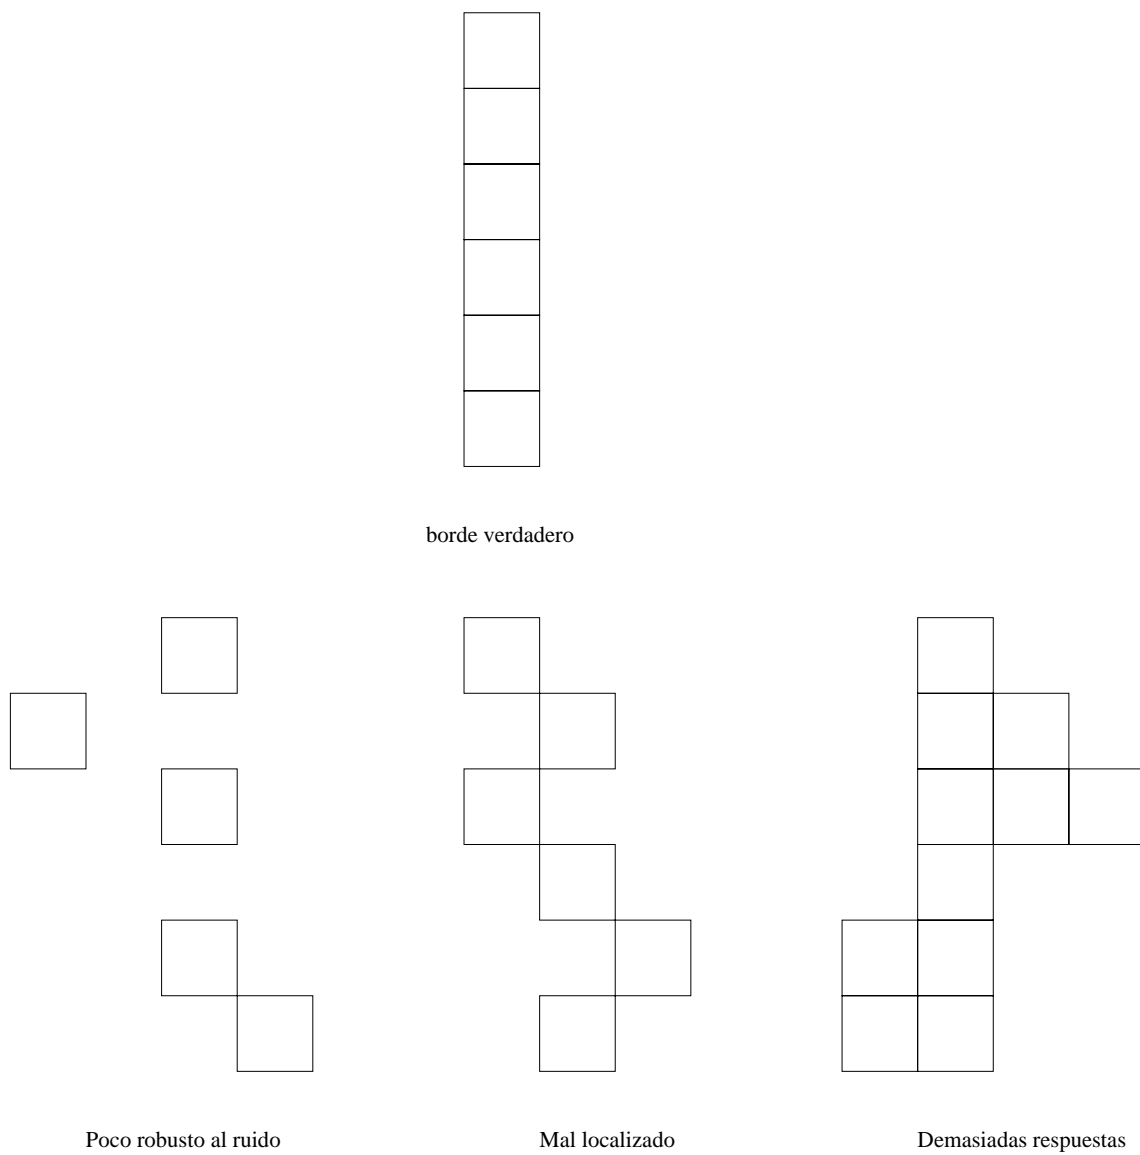 borde verdadero
Poco robusto al ruido
Mal localizado
Demasiadas respuestas